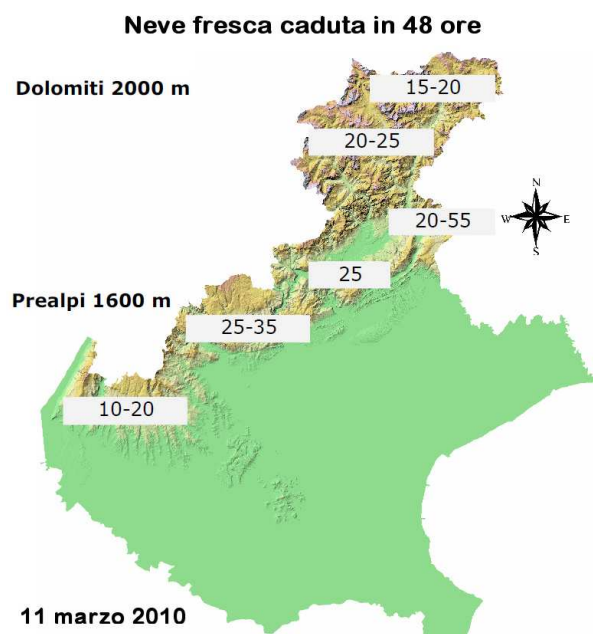 Neve fresca caduta in 48 ore
Dolomiti 2000 m
15-20
20-25
N
20-55
W
E
S
25
Prealpi 1600 m
25-35
10-20
11 marzo 2010